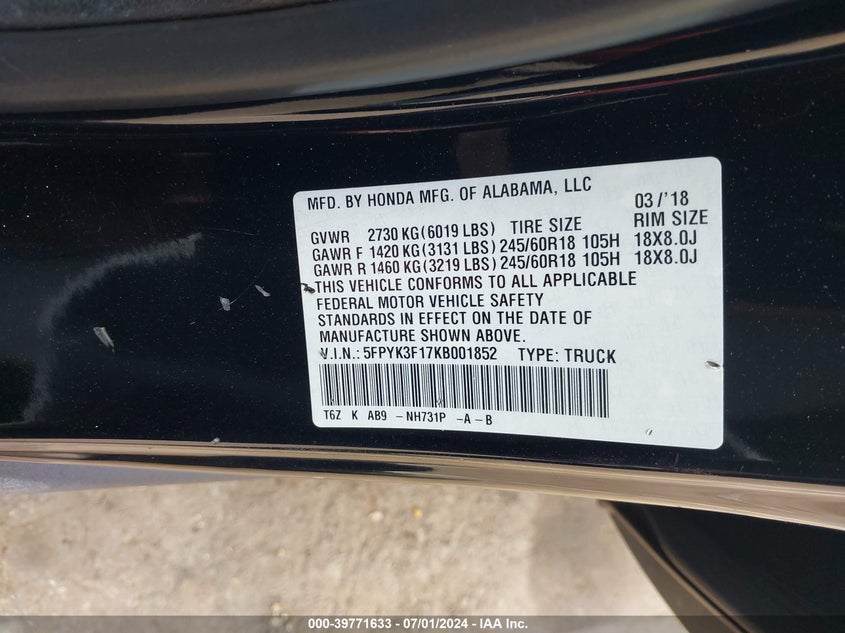 MFD. BY HONDA MFG. OF ALABAMA, LLC 03/'18
GVWR 2730 KG(6019 LBS) TIRE SIZE RIM SIZE
GAWR F 1420 KG(3131 LBS) 245/60R18 105H 18X8.0J
GAWR R 1460 KG(3219 LBS) 245/60R18 105H 18X8.0J
THIS VEHICLE CONFORMS TO ALL APPLICABLE
FEDERAL MOTOR VEHICLE SAFETY
STANDARDS IN EFFECT ON THE DATE OF
MANUFACTURE SHOWN ABOVE.
V.I.N.: 5FPYK3F17KB001852 TYPE: TRUCK
T6Z K AB9 -NH731P -A-B
000-39771633 - 07/01/2024 - IAA Inc.